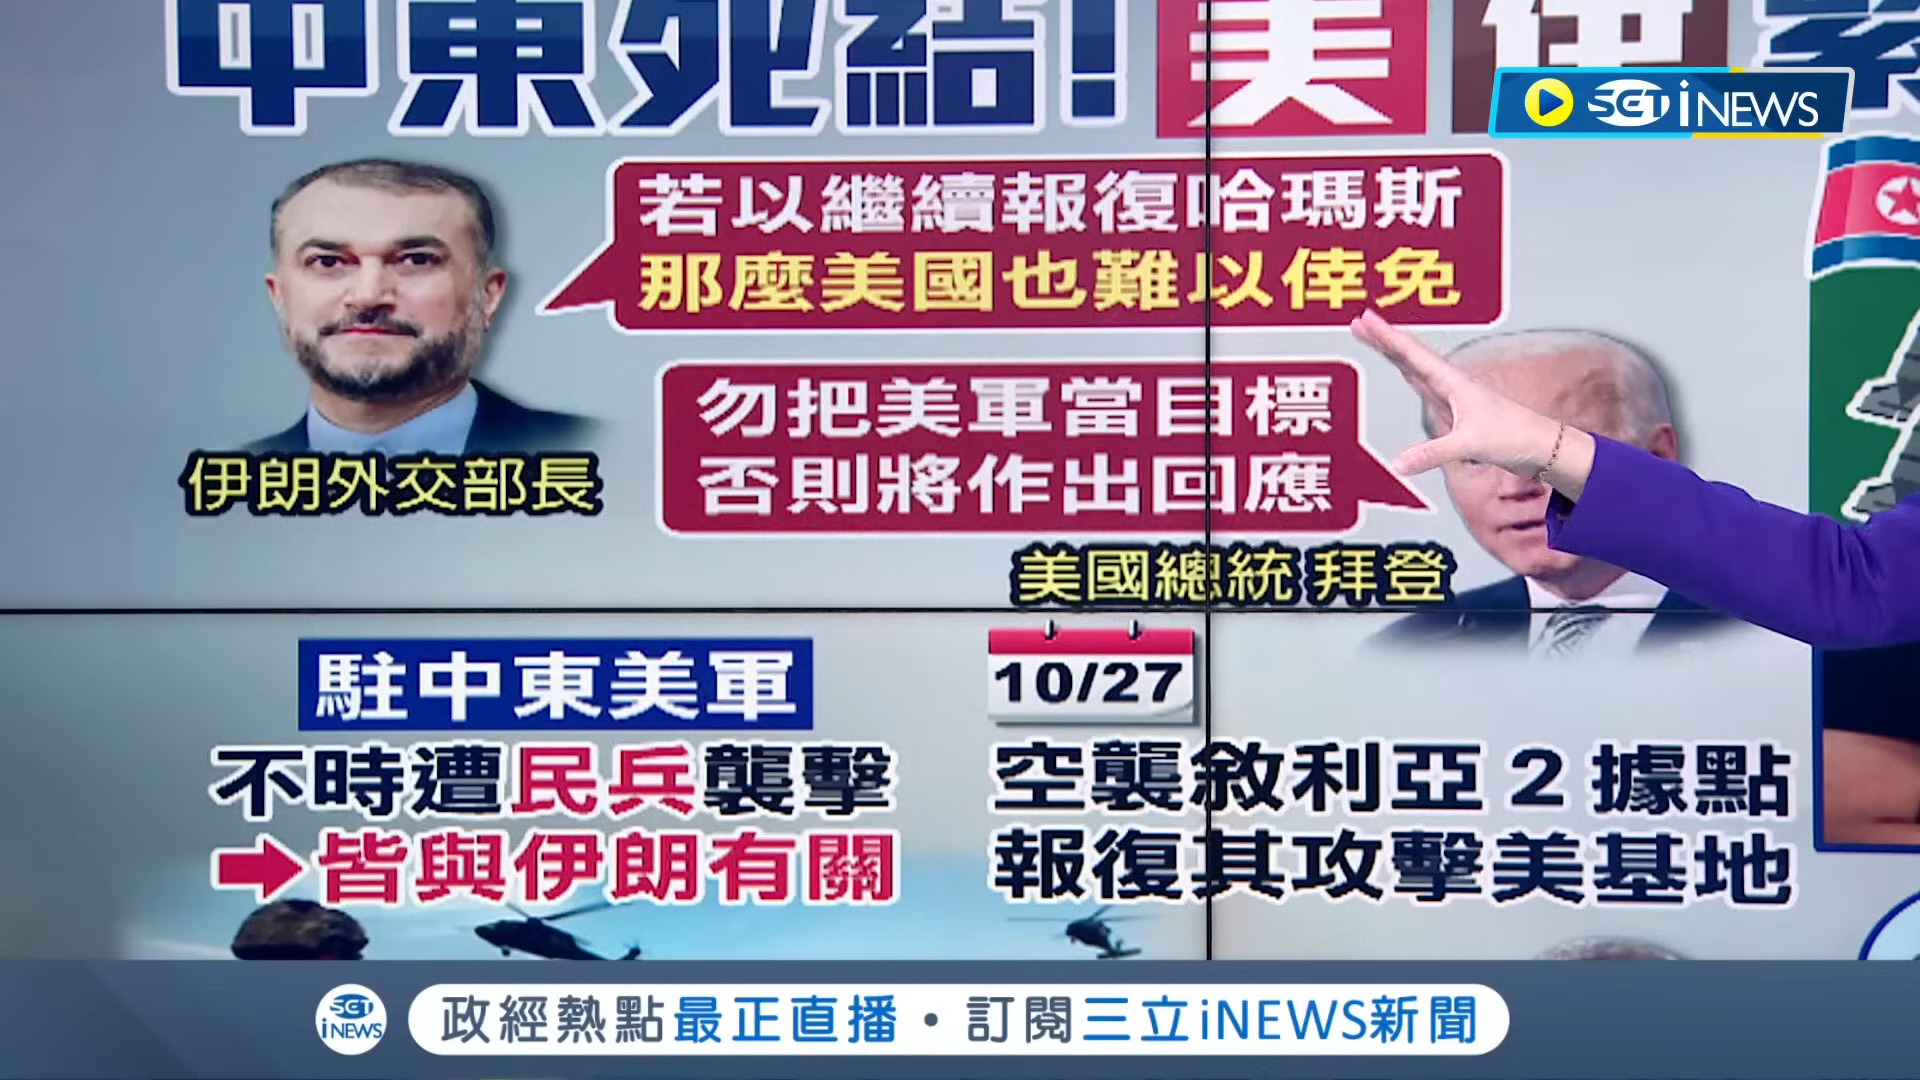 中東死結!美伊緊
SET iNEWS
若以繼續報復哈瑪斯
那麼美國也難以倖免
勿把美軍當目標
否則將作出回應
伊朗外交部長
美國總統 拜登
駐中東美軍
不時遭民兵襲擊
➡皆與伊朗有關
10/27
空襲敘利亞2據點
報復其攻擊美基地
SET iNEWS
政經熱點最正直播・訂閱三立iNEWS新聞